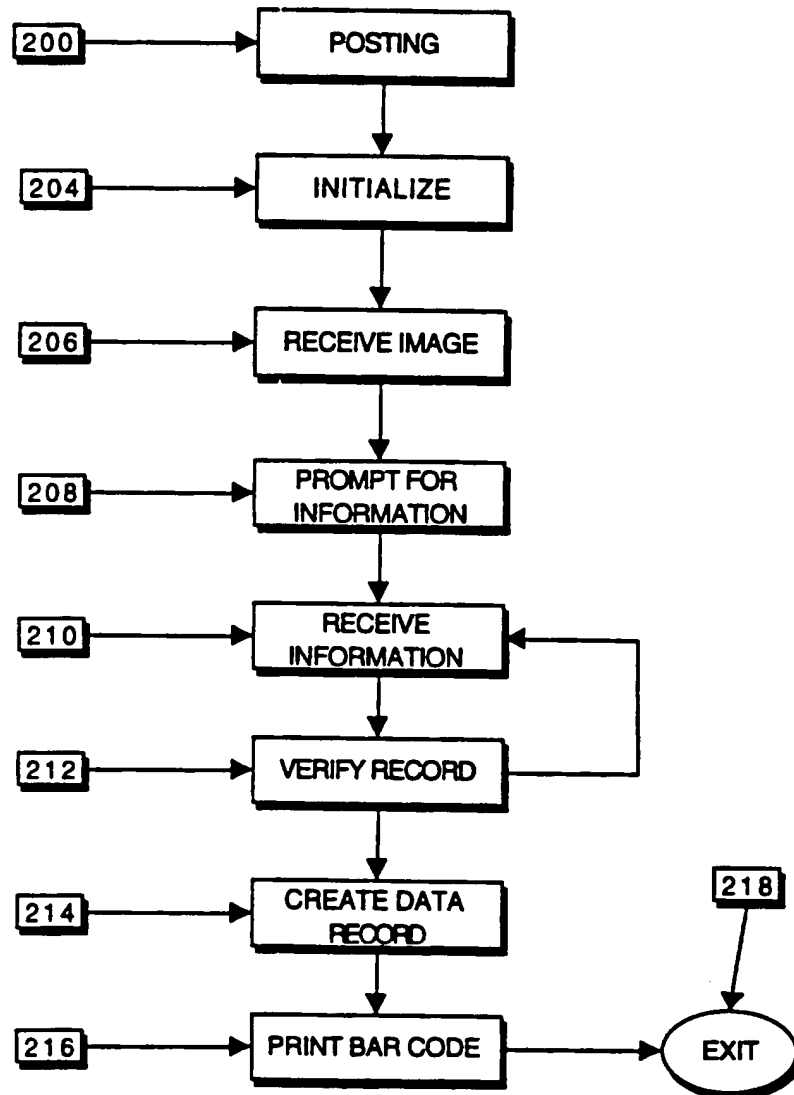 200
POSTING
204
INITIALIZE
206
RECEIVE IMAGE
208
PROMPT FOR
INFORMATION
210
RECEIVE
INFORMATION
212
VERIFY RECORD
214
CREATE DATA
RECORD
218
216
PRINT BAR CODE
EXIT